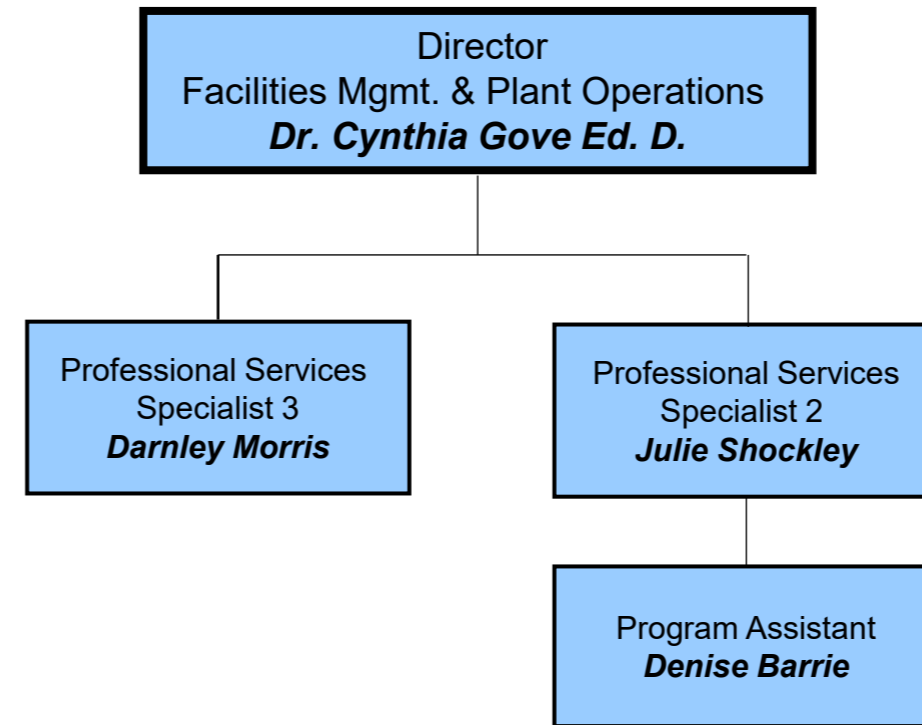 Director
Facilities Mgmt. & Plant Operations
Dr. Cynthia Gove Ed. D.
Professional Services
Specialist 3
Darnley Morris
Professional Services
Specialist 2
Julie Shockley
Program Assistant
Denise Barrie